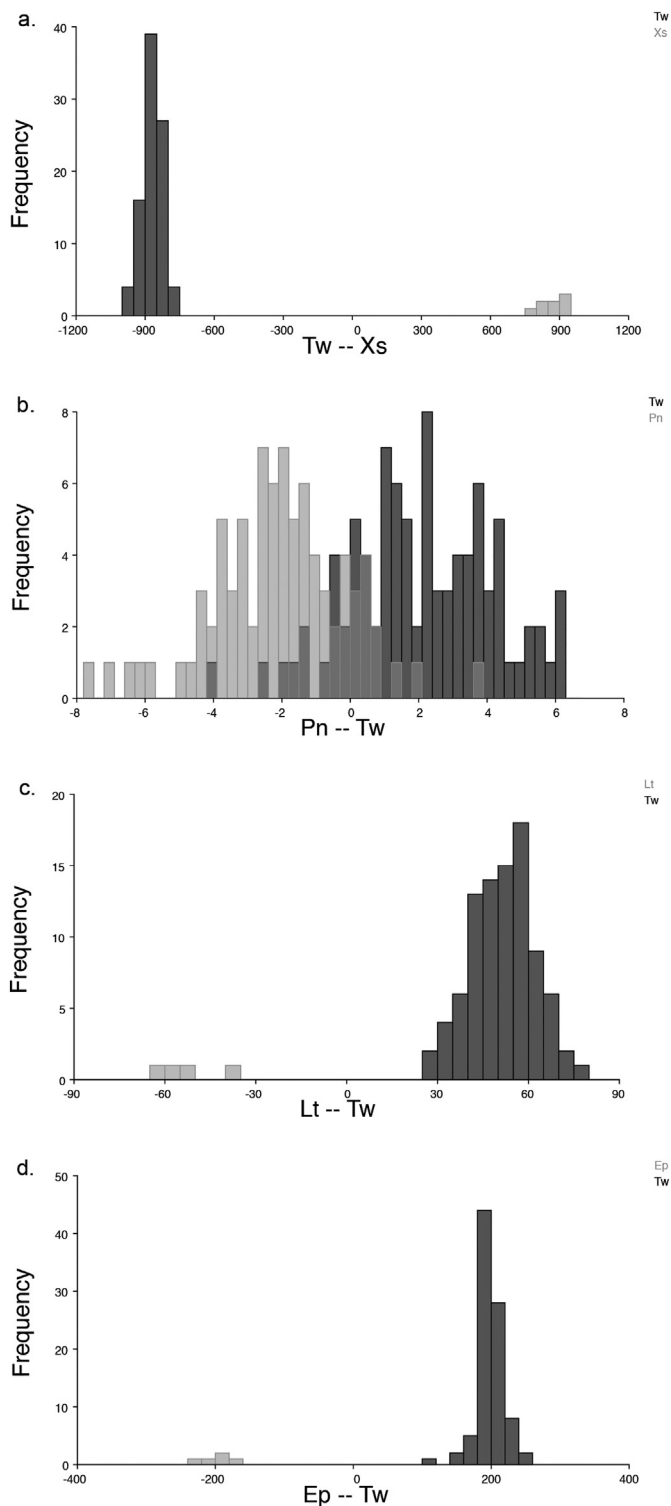 a.
Tw
Xs
40
30
20
10
0
Frequency
-1200 -900 -600 -300 0 300 600 900 1200
Tw -- Xs
b.
Tw
Pn
8
6
4
2
0
Frequency
-8 -6 -4 -2 0 2 4 6 8
Pn -- Tw
c.
Lt
Tw
20
15
10
5
0
Frequency
-90 -60 -30 0 30 60 90
Lt -- Tw
d.
Ep
Tw
50
40
30
20
10
0
Frequency
-400 -200 0 200 400
Ep -- Tw